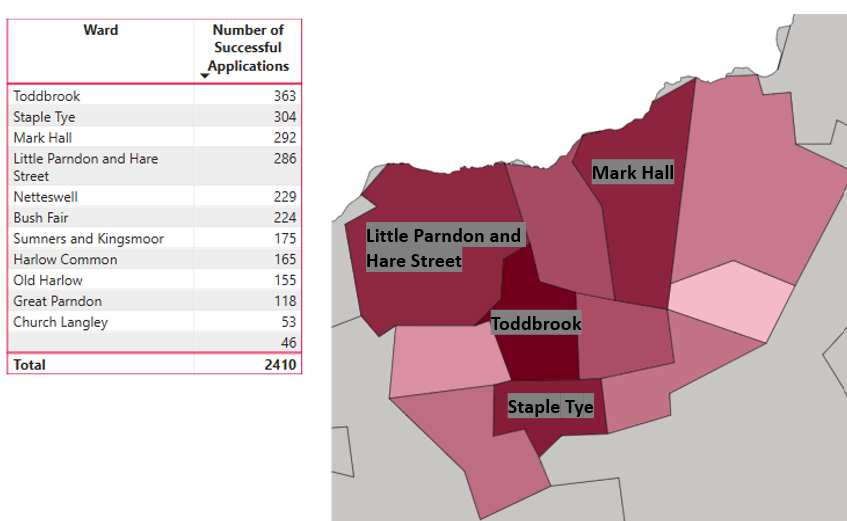 Ward Number of
Successful
Applications
Toddbrook 363
Staple Tye 304
Mark Hall 292
Little Parndon and Hare 286
Street
Netteswell 229
Bush Fair 224
Sumners and Kingsmoor 175
Harlow Common 165
Old Harlow 155
Great Parndon 118
Church Langley 53
46
Total 2410
Mark Hall
Little Parndon and
Hare Street
Toddbrook
Staple Tye